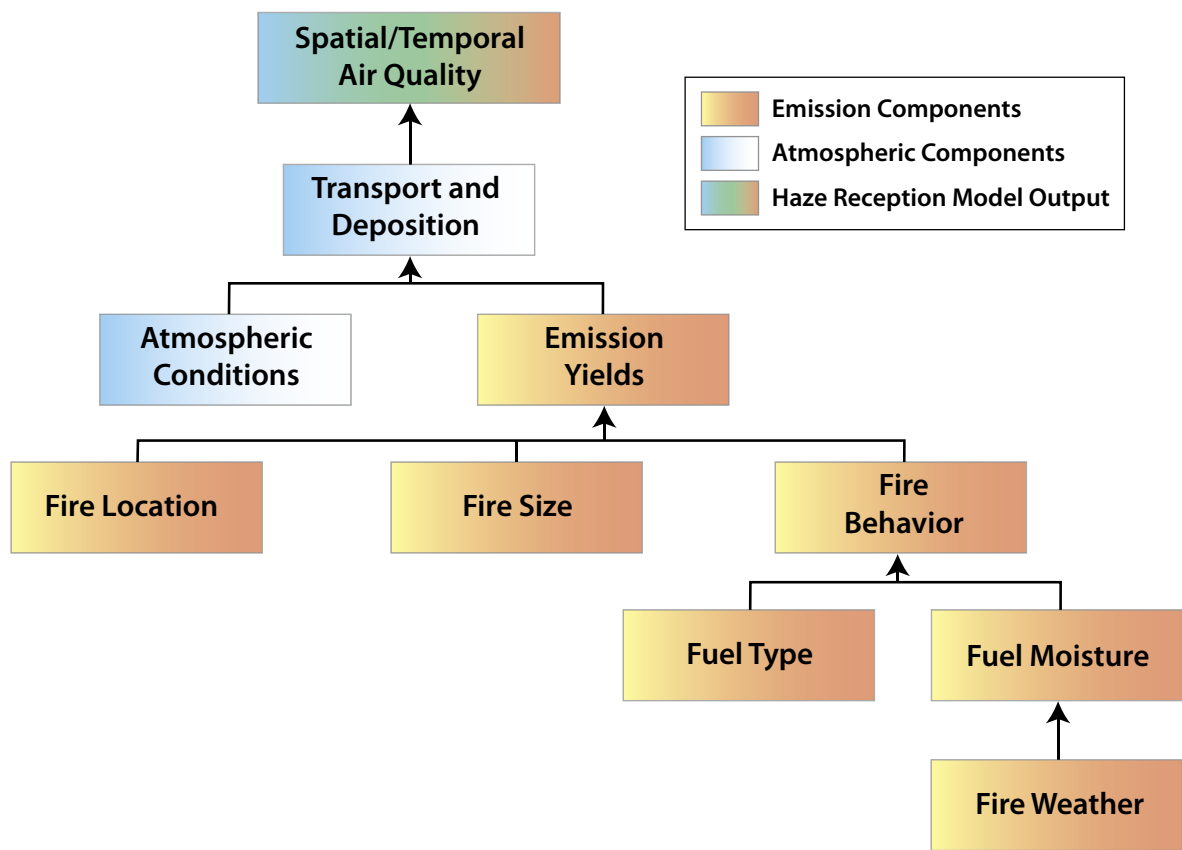 Spatial/Temporal
Air Quality
Emission Components
Atmospheric Components
Haze Reception Model Output
Transport and
Deposition
Atmospheric
Conditions
Emission
Yields
Fire Location
Fire Size
Fire
Behavior
Fuel Type
Fuel Moisture
Fire Weather